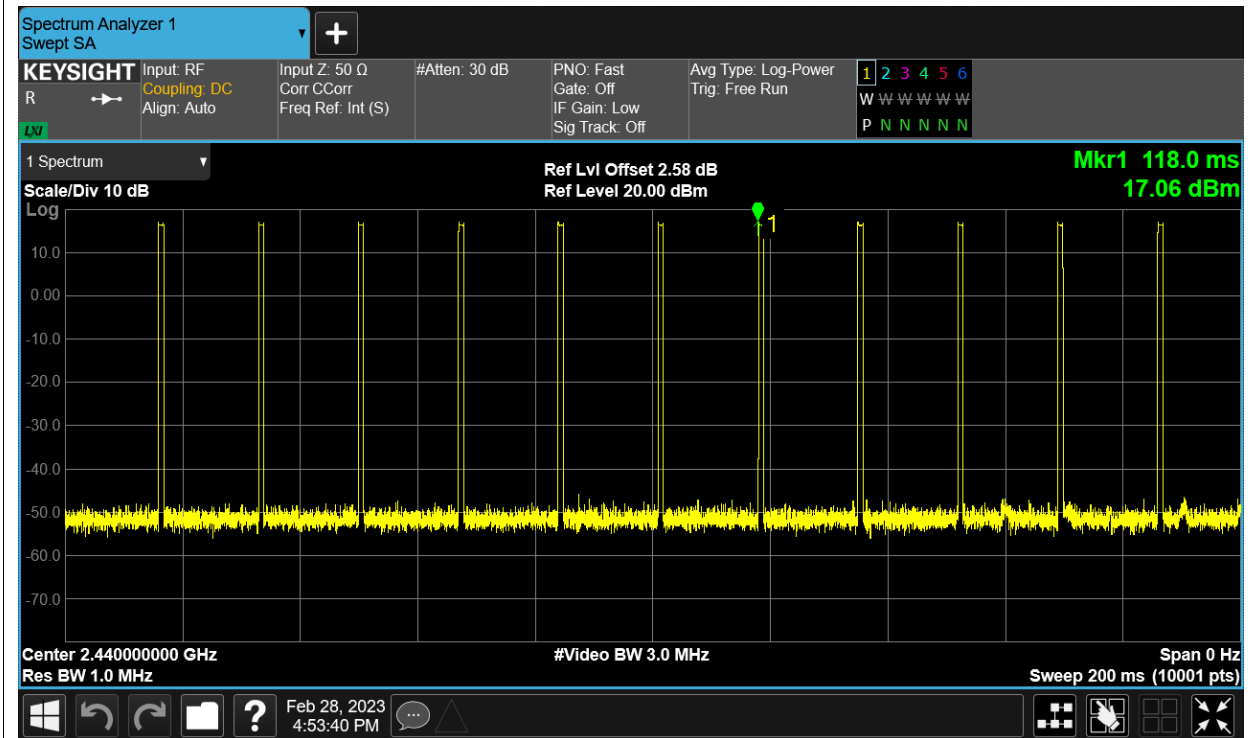 Spectrum Analyzer 1
Swept SA
KEYSIGHT
R
LXI
Input: RF
Coupling: DC
Align: Auto
Input Z: 50 Ω
Corr CCorr
Freq Ref: Int (S)
#Atten: 30 dB
PNO: Fast
Gate: Off
IF Gain: Low
Sig Track: Off
Avg Type: Log-Power
Trig: Free Run
1 2 3 4 5 6
W W W W W W
P N N N N N
1 Spectrum
Scale/Div 10 dB
Log
Ref Lvl Offset 2.58 dB
Ref Level 20.00 dBm
Mkr1 118.0 ms
17.06 dBm
1
10.0
0.00
-10.0
-20.0
-30.0
-40.0
-50.0
-60.0
-70.0
Center 2.440000000 GHz
#Video BW 3.0 MHz
Span 0 Hz
Res BW 1.0 MHz
Sweep 200 ms (10001 pts)
?
Feb 28, 2023
4:53:40 PM